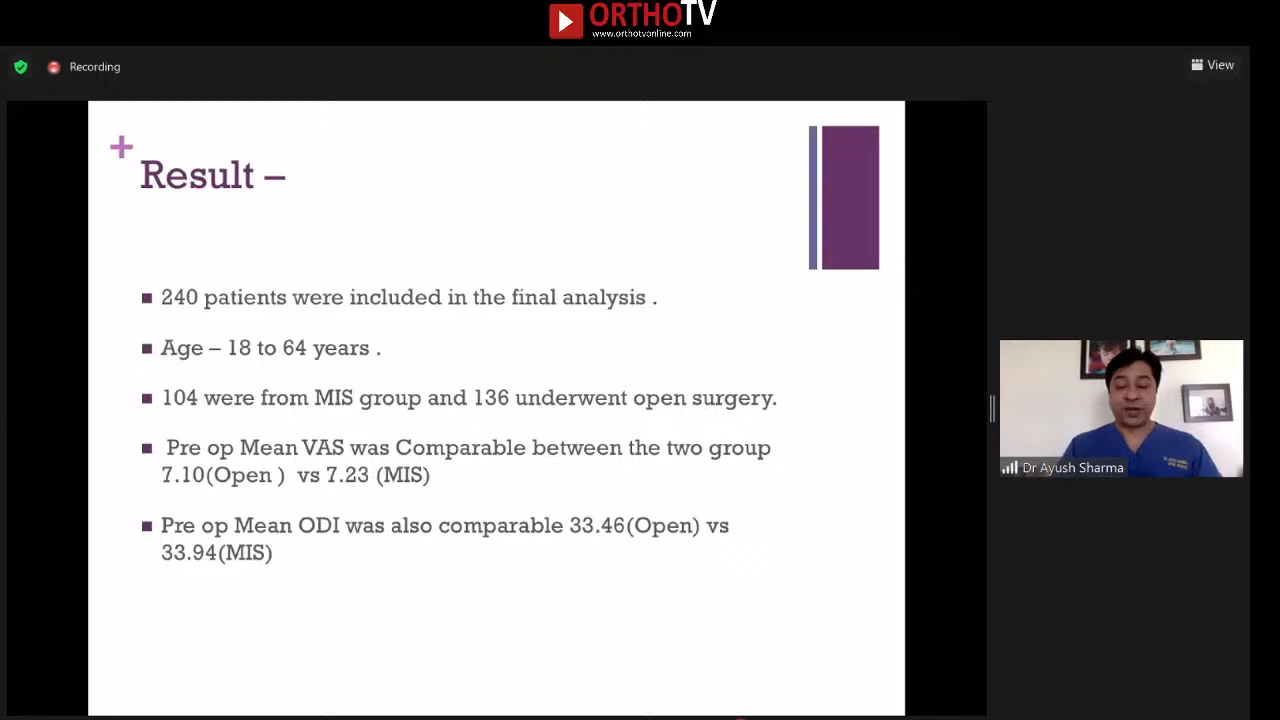 ORTHOTV
www.orthotvonline.com
Recording
View
+
Result –
240 patients were included in the final analysis .
Age – 18 to 64 years .
104 were from MIS group and 136 underwent open surgery.
Pre op Mean VAS was Comparable between the two group
7.10(Open ) vs 7.23 (MIS)
Pre op Mean ODI was also comparable 33.46(Open) vs
33.94(MIS)
Dr Ayush Sharma